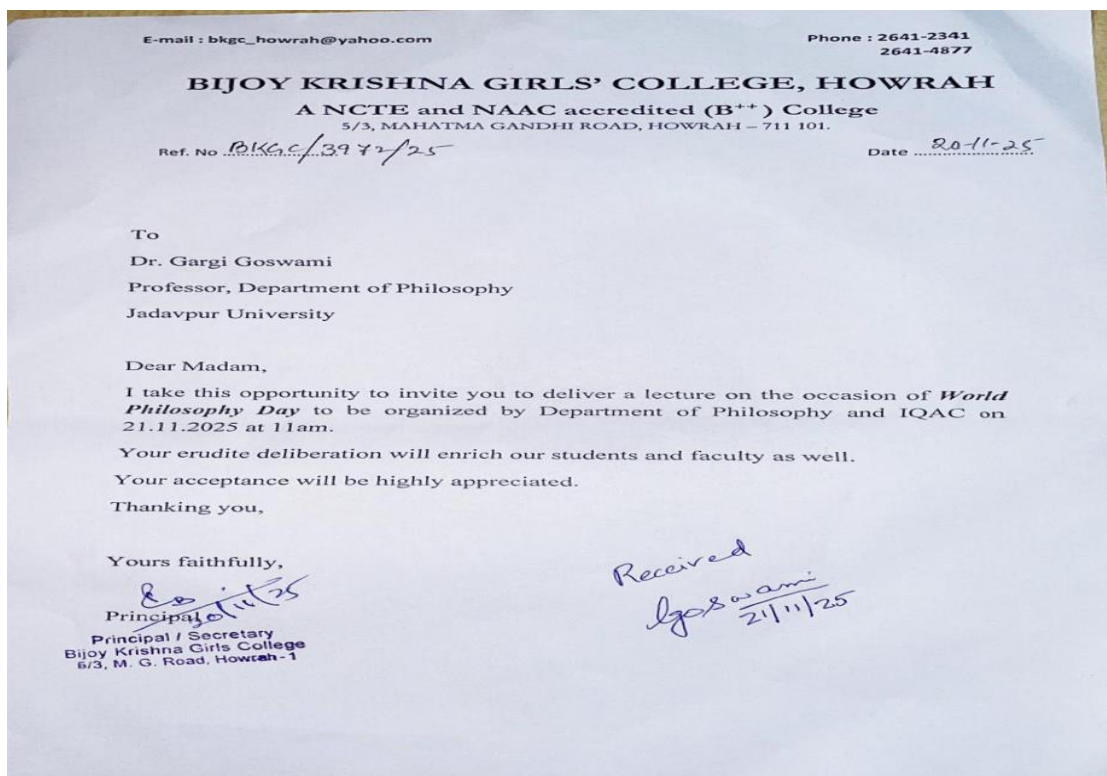 E-mail : bkgc_howrah@yahoo.com
Phone : 2641-2341
2641-4877
BIJOY KRISHNA GIRLS' COLLEGE, HOWRAH
A NCTE and NAAC accredited (B++) College
5/3, MAHATMA GANDHI ROAD, HOWRAH – 711 101.
Ref. No BKGC/3972/25
Date 20-11-25
To
Dr. Gargi Goswami
Professor, Department of Philosophy
Jadavpur University
Dear Madam,
I take this opportunity to invite you to deliver a lecture on the occasion of World
Philosophy Day to be organized by Department of Philosophy and IQAC on
21.11.2025 at 11am.
Your erudite deliberation will enrich our students and faculty as well.
Your acceptance will be highly appreciated.
Thanking you,
Yours faithfully,
20/11/25
Principal
Principal / Secretary
Bijoy Krishna Girls College
5/3, M. G. Road, Howrah-1
Received
Goswami
21/11/25